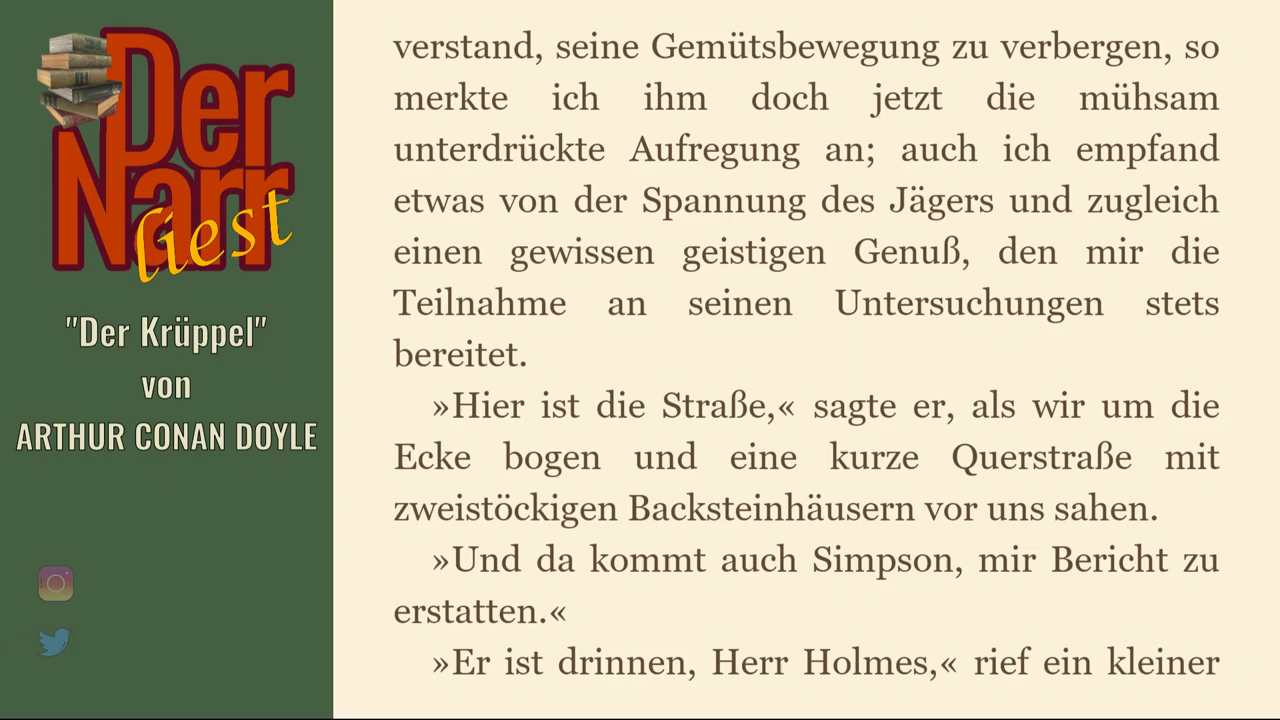 Der
Narr
liest
"Der Krüppel"
von
ARTHUR CONAN DOYLE
verstand, seine Gemütsbewegung zu verbergen, so
merkte ich ihm doch jetzt die mühsam
unterdrückte Aufregung an; auch ich empfand
etwas von der Spannung des Jägers und zugleich
einen gewissen geistigen Genuß, den mir die
Teilnahme an seinen Untersuchungen stets
bereitet.
»Hier ist die Straße,« sagte er, als wir um die
Ecke bogen und eine kurze Querstraße mit
zweistöckigen Backsteinhäusern vor uns sahen.
»Und da kommt auch Simpson, mir Bericht zu
erstatten.«
»Er ist drinnen, Herr Holmes,« rief ein kleiner